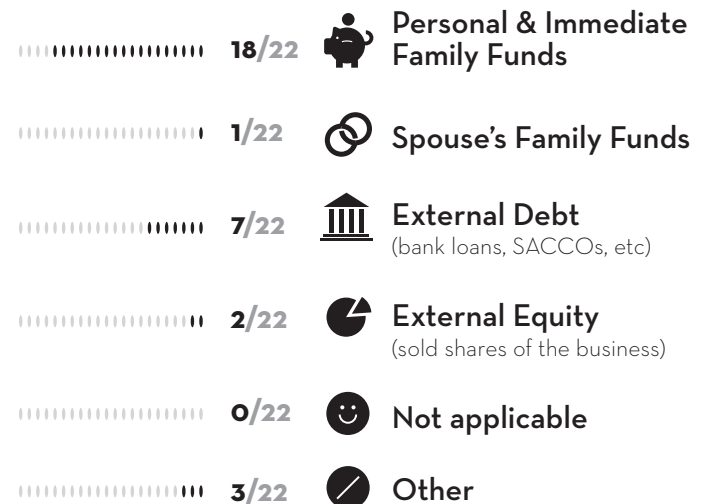 18/22 Personal & Immediate
Family Funds
1/22 Spouse's Family Funds
7/22 External Debt
(bank loans, SACCOs, etc)
2/22 External Equity
(sold shares of the business)
0/22 Not applicable
3/22 Other